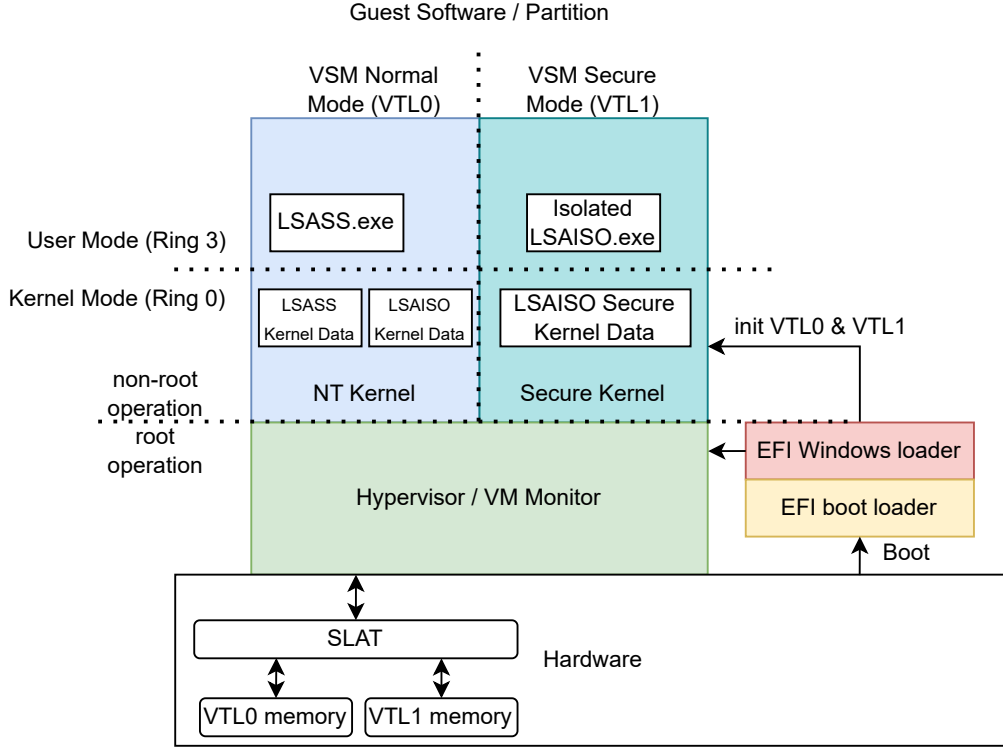 Guest Software / Partition
VSM Normal
Mode (VTL0)
VSM Secure
Mode (VTL1)
LSASS.exe
Isolated
LSAISO.exe
User Mode (Ring 3)
Kernel Mode (Ring 0)
LSASS
Kernel Data
LSAISO
Kernel Data
LSAISO Secure
Kernel Data
init VTL0 & VTL1
non-root
operation
NT Kernel
Secure Kernel
root
operation
EFI Windows loader
Hypervisor / VM Monitor
EFI boot loader
Boot
SLAT
Hardware
VTL0 memory
VTL1 memory